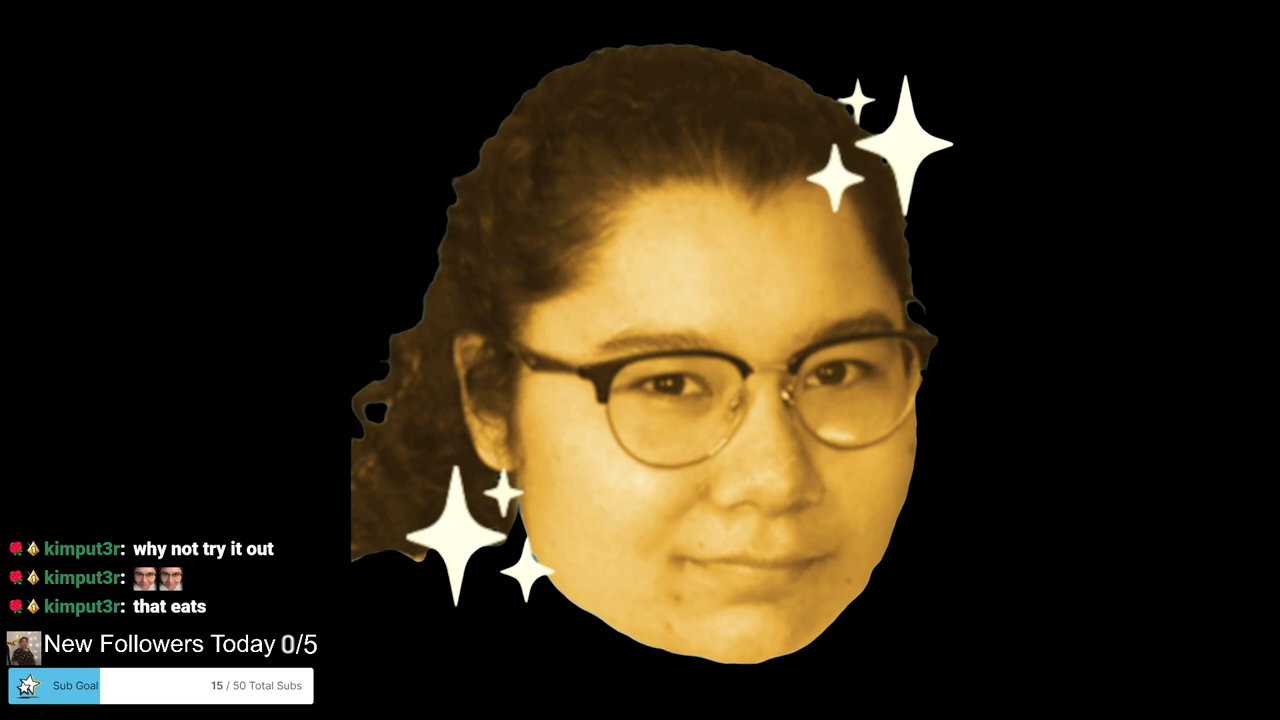 kimput3r: why not try it out
kimput3r:
kimput3r: that eats
New Followers Today 0/5
Sub Goal 15 / 50 Total Subs